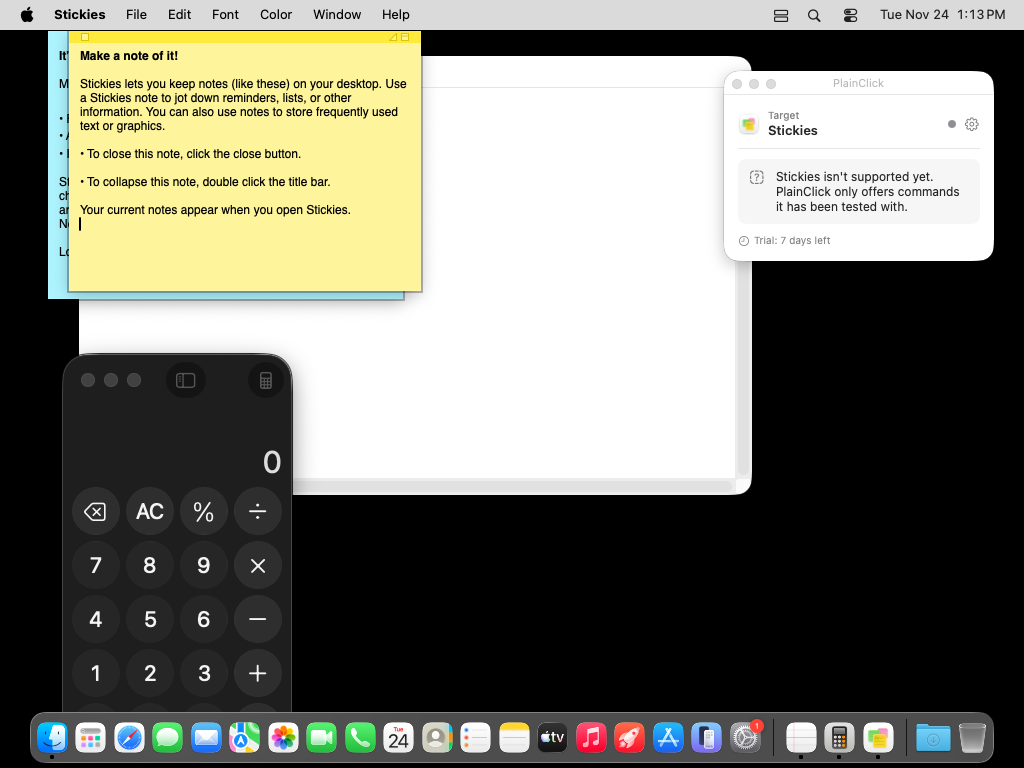 Stickies File Edit Font Color Window Help Tue Nov 24 1:13 PM
Make a note of it!
Stickies lets you keep notes (like these) on your desktop. Use
a Stickies note to jot down reminders, lists, or other
information. You can also use notes to store frequently used
text or graphics.
• To close this note, click the close button.
• To collapse this note, double click the title bar.
Your current notes appear when you open Stickies.
PlainClick
Target
Stickies
Stickies isn't supported yet.
PlainClick only offers commands
it has been tested with.
Trial: 7 days left
0
AC % ÷
7 8 9 ×
4 5 6 −
1 2 3 +
Tue
24
tv
1